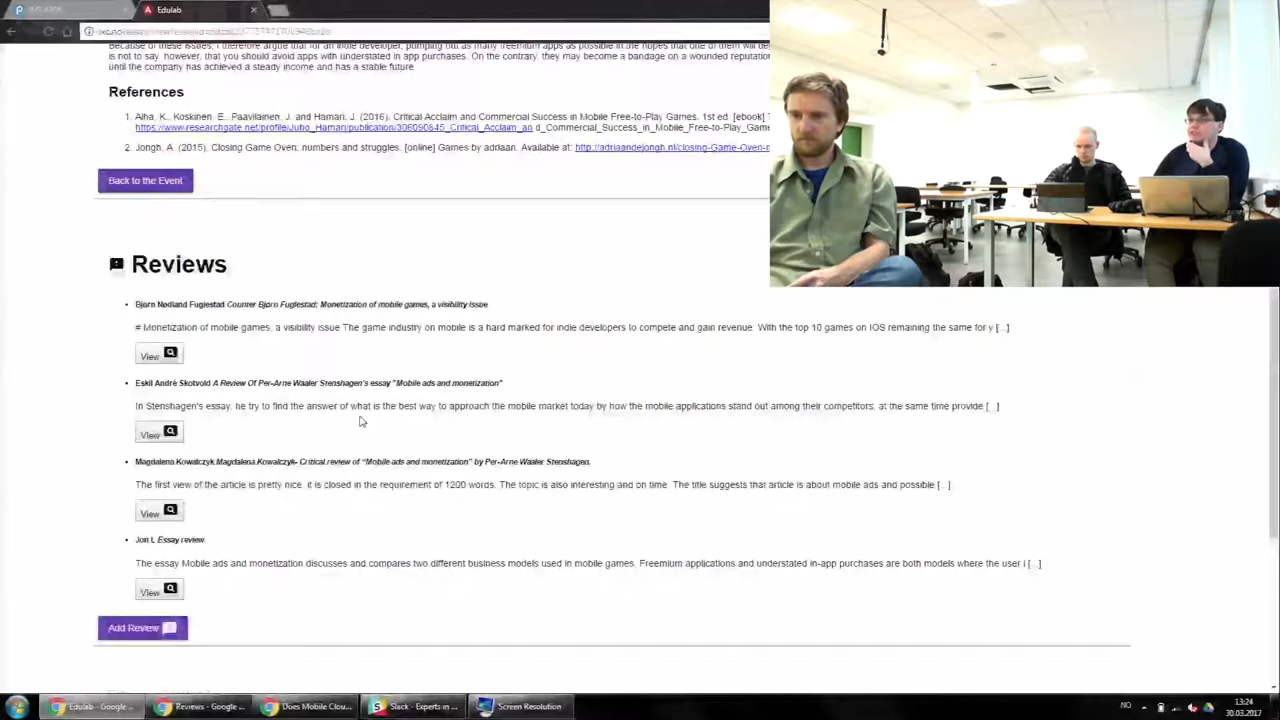 Edulab
Because of these issues, I therefore argue that for an indie developer, pumping out as many freemium apps as possible in the hopes that one of them will
is not to say, however, that you should avoid apps with understated in app purchases. On the contrary, they may become a bandage on a wounded reputation
until the company has achieved a steady income and has a stable future.
References
1. Alha, K., Koskinen, E., Paavilainen, J. and Hamari, J. (2016). Critical Acclaim and Commercial Success in Mobile Free-to-Play Games. 1st ed. [ebook]
https://www.researchgate.net/profile/Juho_Hamari/publication/306090845_Critical_Acclaim_an d_Commercial_Success_in_Mobile_Free-to-Play_Game
2. Jongh, A. (2015). Closing Game Oven: numbers and struggles. [online] Games by adriaan. Available at: http://adriaandejongh.nl/closing-Game-Oven-n
Back to the Event
Reviews
Bjørn Nødland Fuglestad Counter Bjørn Fuglestad: Monetization of mobile games, a visibility issue
# Monetization of mobile games, a visibility issue The game industry on mobile is a hard marked for indie developers to compete and gain revenue. With the top 10 games on IOS remaining the same for y [...]
View
Eskil André Skotvold A Review Of Per-Arne Waaler Stenshagen's essay "Mobile ads and monetization"
In Stenshagen's essay, he try to find the answer of what is the best way to approach the mobile market today by how the mobile applications stand out among their competitors, at the same time provide [...]
View
Magdalena Kowalczyk Magdalena Kowalczyk- Critical review of "Mobile ads and monetization" by Per-Arne Waaler Stenshagen.
The first view of the article is pretty nice, it is closed in the requirement of 1200 words. The topic is also interesting and on time. The title suggests that article is about mobile ads and possible [...]
View
Jon L Essay review
The essay Mobile ads and monetization discusses and compares two different business models used in mobile games. Freemium applications and understated in-app purchases are both models where the user i [...]
View
Add Review
Edulab - Google ...
Reviews - Google ...
Does Mobile Clou...
Slack - Experts in ...
Screen Resolution
NO
13:24
30.03.2017